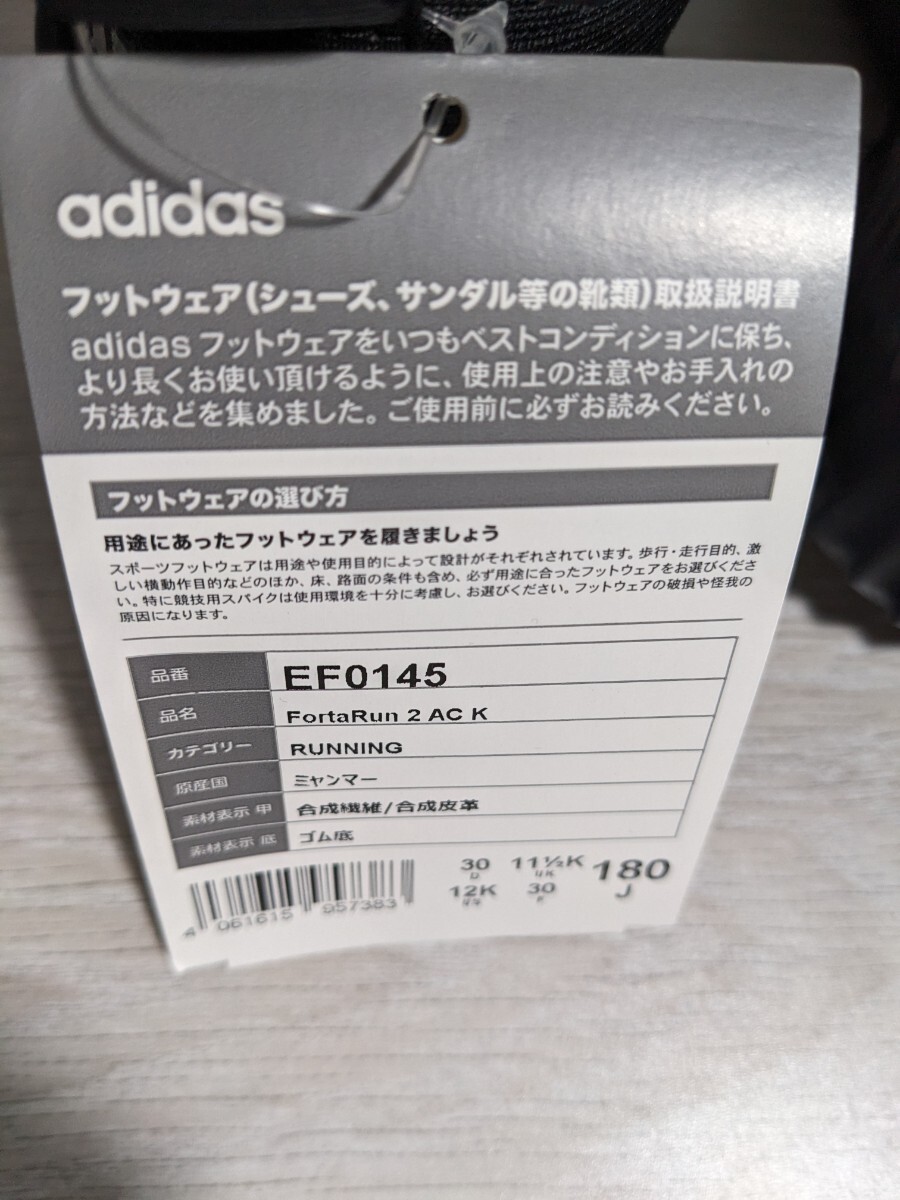 adidas
フットウェア(シューズ、サンダル等の靴類)取扱説明書
adidas フットウェアをいつもベストコンディションに保ち、
より長くお使い頂けるように、使用上の注意やお手入れの
方法などを集めました。ご使用前に必ずお読みください。
フットウェアの選び方
用途にあったフットウェアを履きましょう
スポーツフットウェアは用途や使用目的によって設計がそれぞれされています。歩行・走行目的、激
しい横動作目的などのほか、床、路面の条件も含め、必ず用途に合ったフットウェアをお選びくださ
い。特に競技用スパイクは使用環境を十分に考慮し、お選びください。フットウェアの破損や怪我の
原因になります。
品番 EF0145
品名 FortaRun 2 AC K
カテゴリー RUNNING
原産国 ミャンマー
素材表示 甲 合成繊維/合成皮革
素材表示 底 ゴム底
30 11½K 180
D UK J
12K 30
F
4 061615 957383